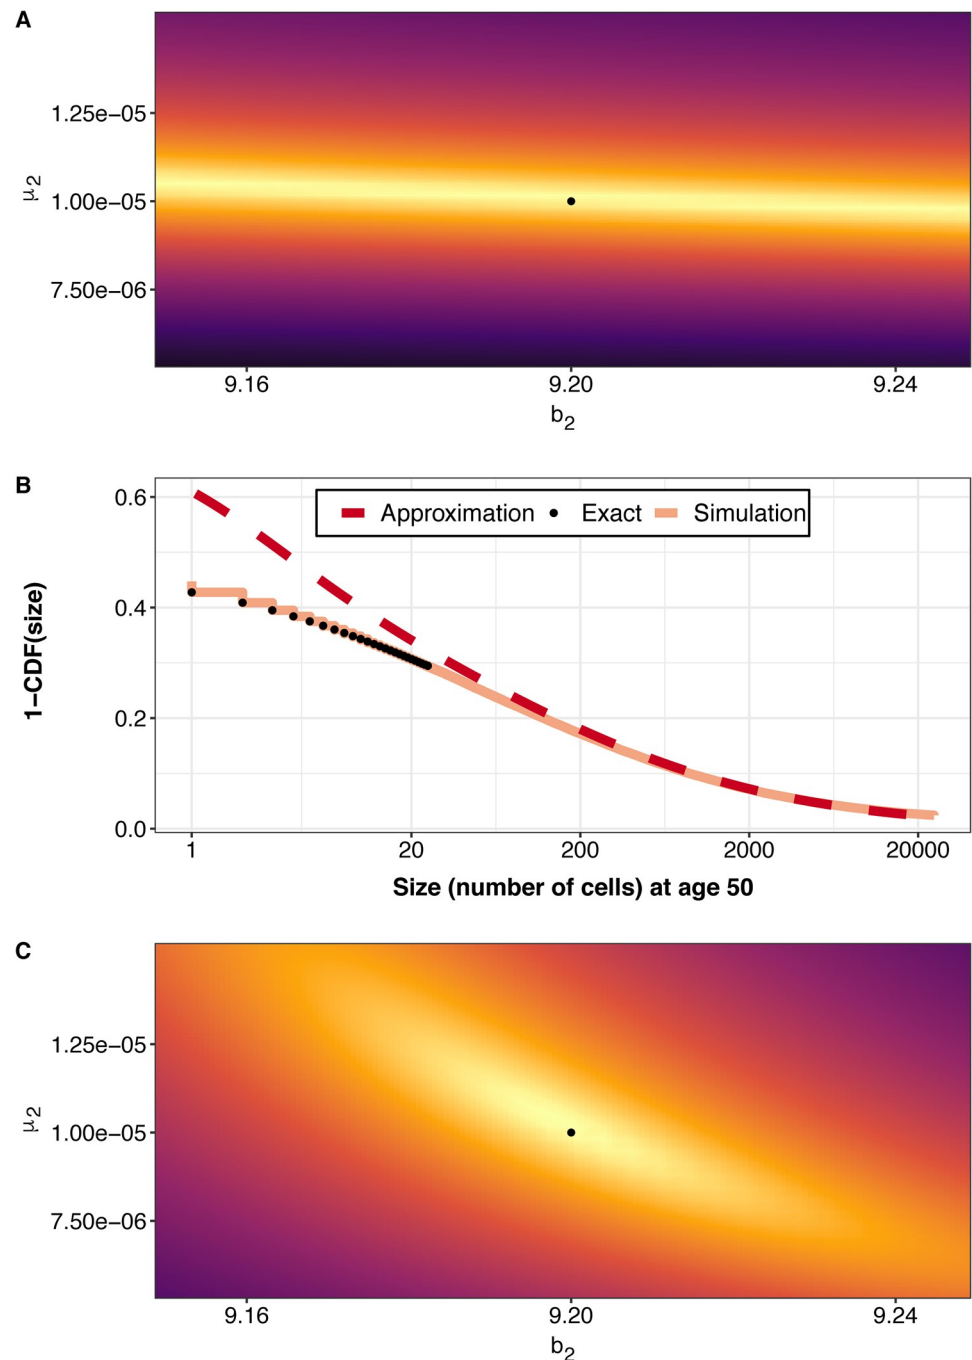 A
1.25e−05
μ2
1.00e−05
7.50e−06
9.16 9.20 9.24
b2
B
0.6
Approximation Exact Simulation
0.4
1−CDF(size)
0.2
0.0
1 20 200 2000 20000
Size (number of cells) at age 50
C
1.25e−05
μ2
1.00e−05
7.50e−06
9.16 9.20 9.24
b2